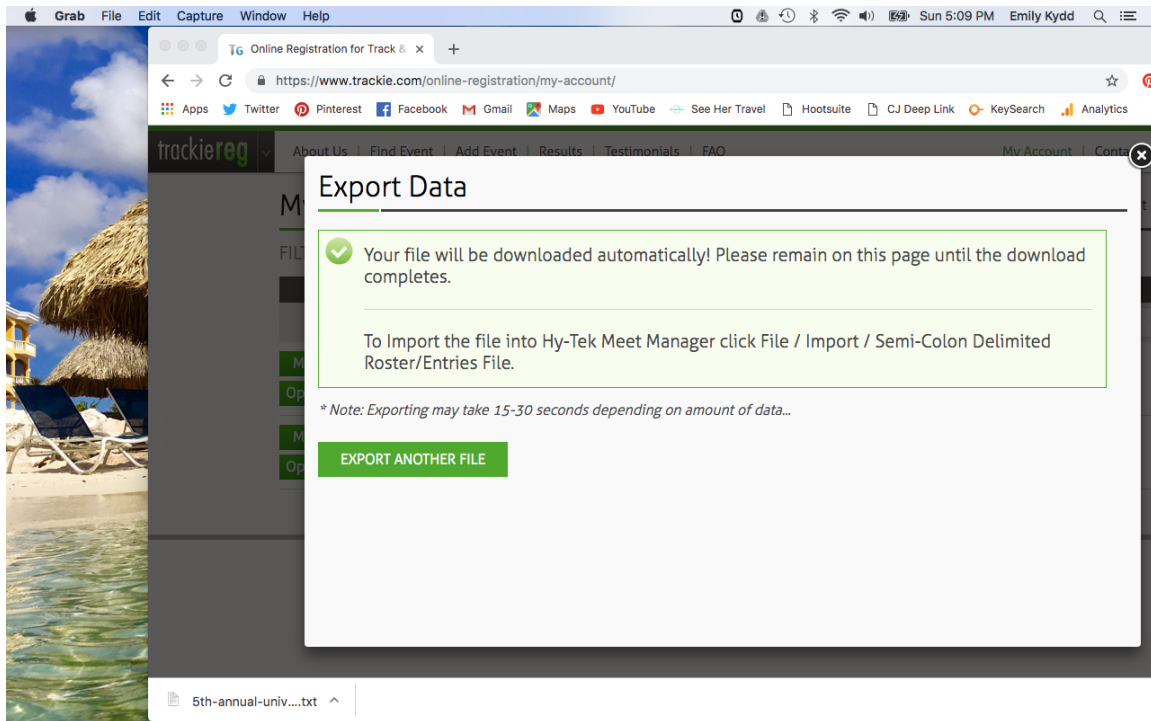 Grab File Edit Capture Window Help Sun 5:09 PM Emily Kydd
TG Online Registration for Track &
https://www.trackie.com/online-registration/my-account/
Apps Twitter Pinterest Facebook Gmail Maps YouTube See Her Travel Hootsuite CJ Deep Link KeySearch Analytics
trackiereg About Us | Find Event | Add Event | Results | Testimonials | FAQ My Account |
Export Data
Your file will be downloaded automatically! Please remain on this page until the download
completes.
To Import the file into Hy-Tek Meet Manager click File / Import / Semi-Colon Delimited
Roster/Entries File.
* Note: Exporting may take 15-30 seconds depending on amount of data...
EXPORT ANOTHER FILE
5th-annual-univ....txt